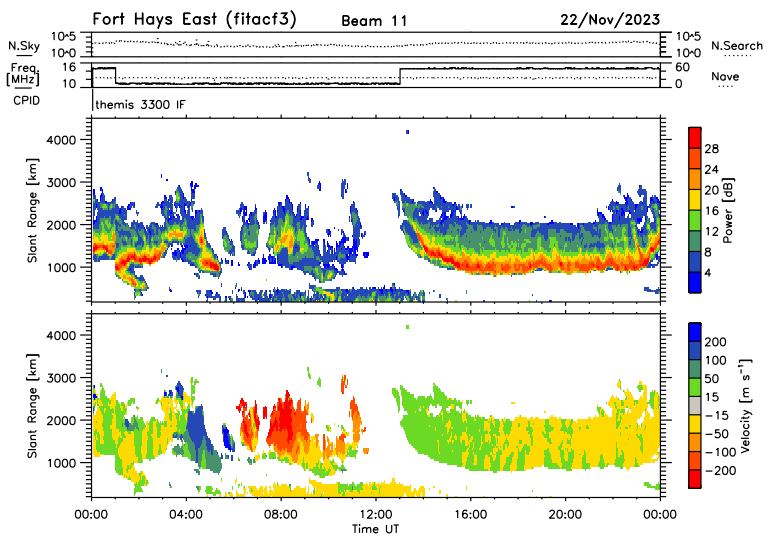 Fort Hays East (fitacf3) Beam 11 22/Nov/2023
N.Sky 10^5 10^0 10^5 10^0 N.Search
Freq. [MHz] 16 10 60 0 Nave
CPID themis 3300 IF
Slant Range [km] 4000 3000 2000 1000
28 24 20 16 12 8 4 Power [dB]
Slant Range [km] 4000 3000 2000 1000
200 100 50 15 -15 -50 -100 -200 Velocity [m s⁻¹]
00:00 04:00 08:00 12:00 16:00 20:00 00:00
Time UT